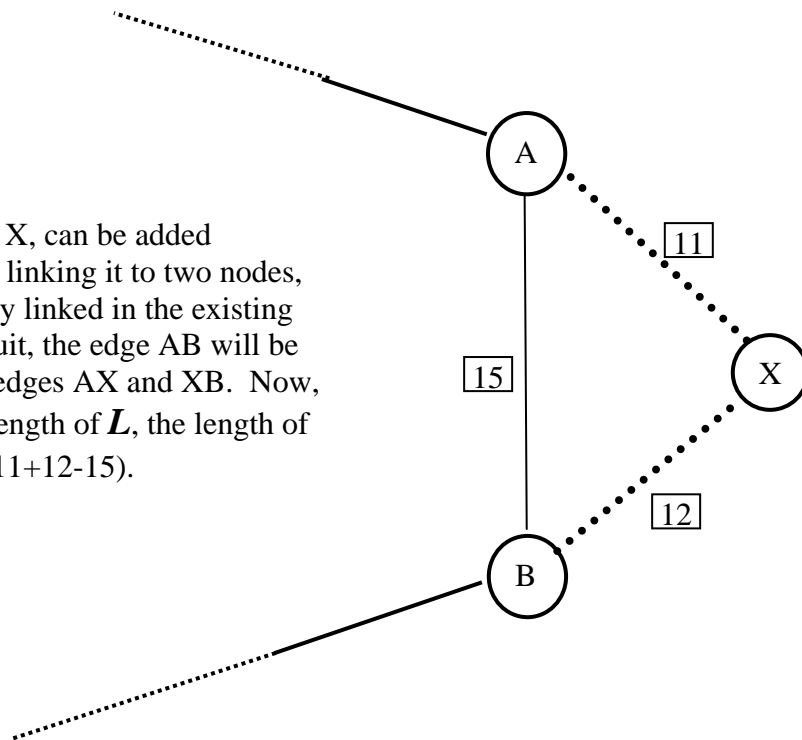 A
X, can be added
11
linking it to two nodes,
y linked in the existing
uit, the edge AB will be
15
X
edges AX and XB. Now,
ength of L, the length of
11+12-15).
12
B